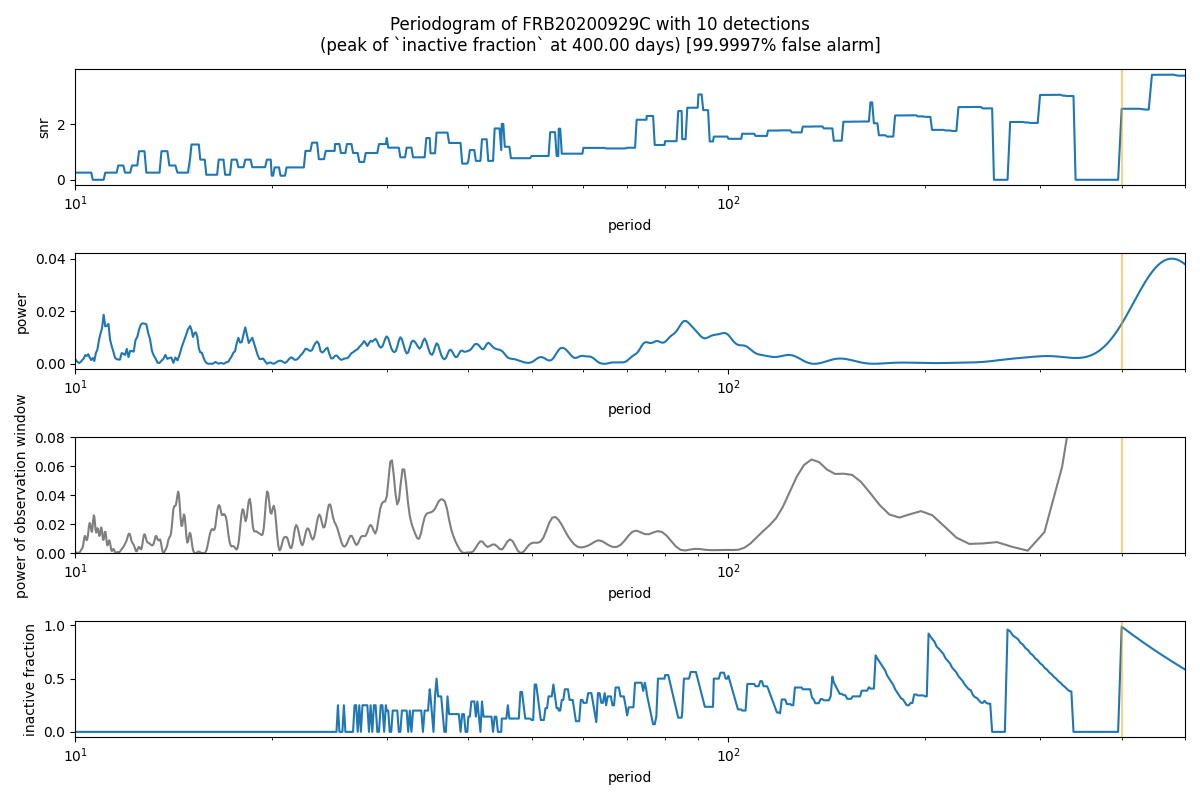 Periodogram of FRB20200929C with 10 detections
(peak of `inactive fraction` at 400.00 days) [99.9997% false alarm]
snr
2
0
10^1
10^2
period
power
0.04
0.02
0.00
10^1
10^2
period
power of observation window
0.08
0.06
0.04
0.02
0.00
10^1
10^2
period
inactive fraction
1.0
0.5
0.0
10^1
10^2
period